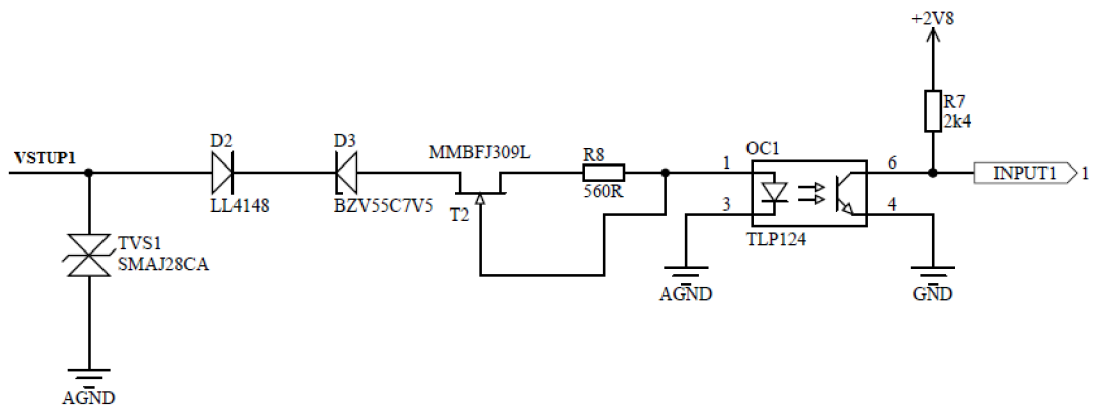 +2V8
R7
2k4
D2
D3
MMBFJ309L
R8
OC1
VSTUP1
1
6
INPUT1
1
LL4148
BZV55C7V5
T2
560R
3
4
TLP124
TVS1
SMAJ28CA
AGND
GND
AGND